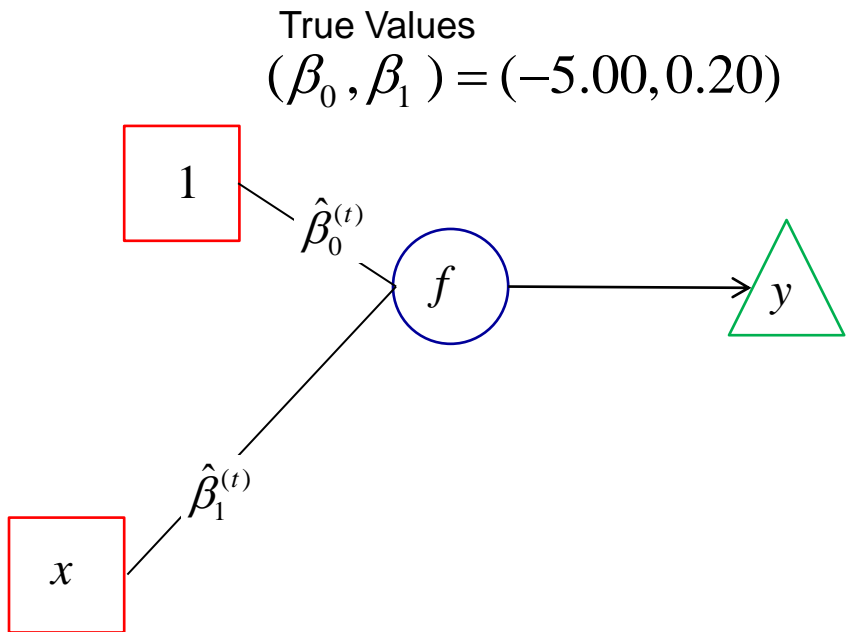 True Values
(β₀, β₁) = (−5.00, 0.20)
1
β̂₀⁽ᵗ⁾
f
y
β̂₁⁽ᵗ⁾
x